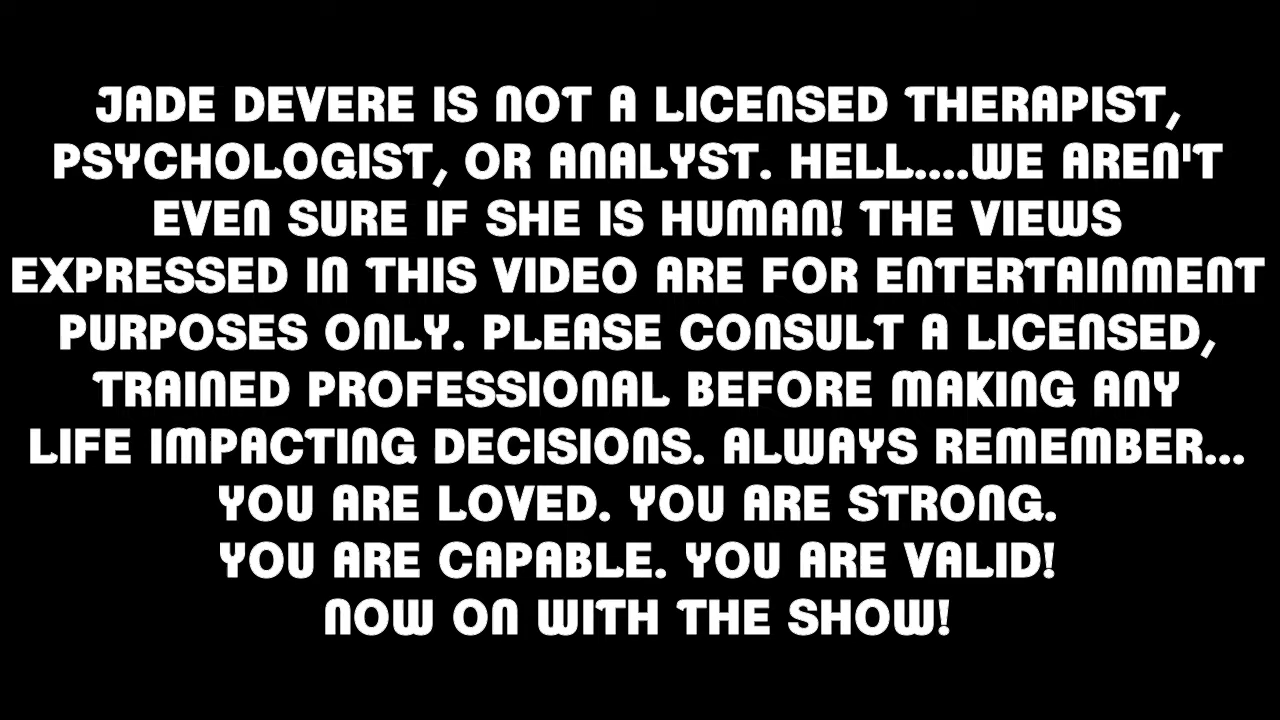 JADE DEVERE IS NOT A LICENSED THERAPIST,
PSYCHOLOGIST, OR ANALYST. HELL....WE AREN'T
EVEN SURE IF SHE IS HUMAN! THE VIEWS
EXPRESSED IN THIS VIDEO ARE FOR ENTERTAINMENT
PURPOSES ONLY. PLEASE CONSULT A LICENSED,
TRAINED PROFESSIONAL BEFORE MAKING ANY
LIFE IMPACTING DECISIONS. ALWAYS REMEMBER...
YOU ARE LOVED. YOU ARE STRONG.
YOU ARE CAPABLE. YOU ARE VALID!
NOW ON WITH THE SHOW!